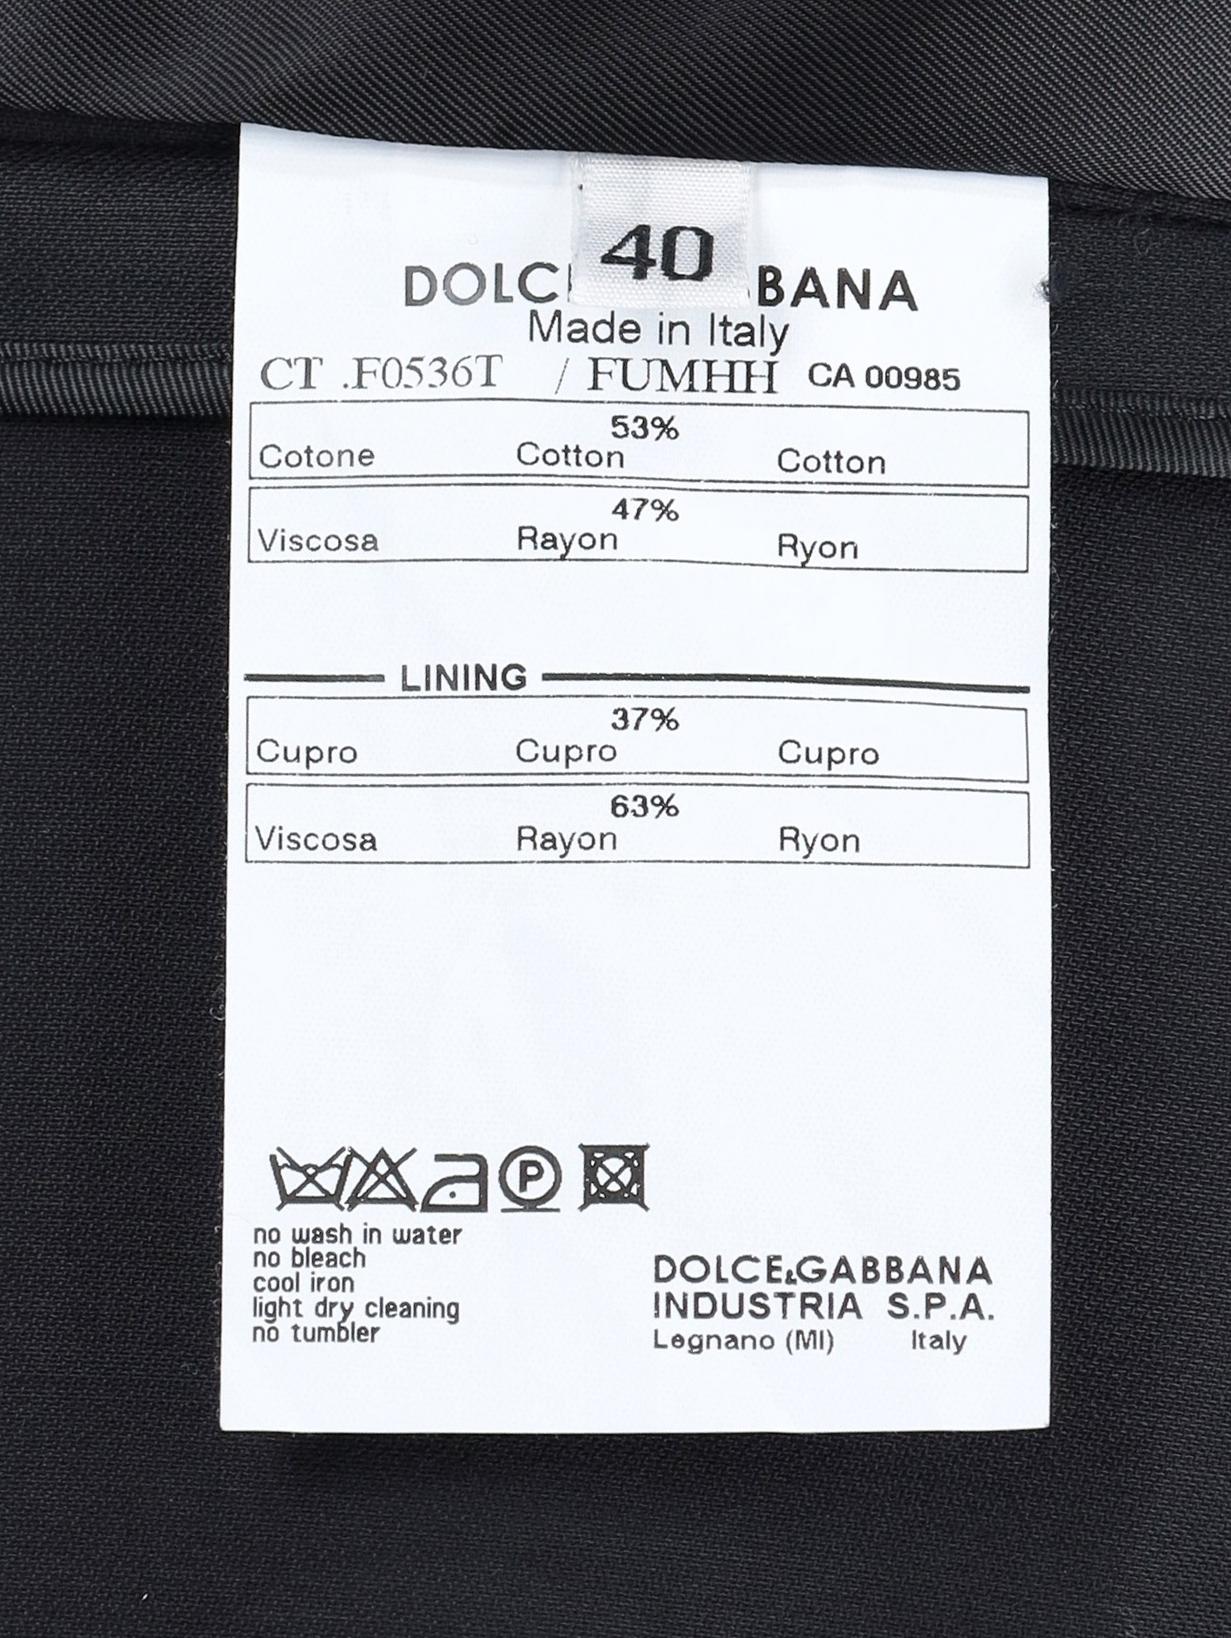 40
DOLC BANA
Made in Italy
CT .F0536T / FUMHH CA 00985
53%
Cotone Cotton Cotton
47%
Viscosa Rayon Ryon
LINING
37%
Cupro Cupro Cupro
63%
Viscosa Rayon Ryon
P
no wash in water
no bleach
cool iron
light dry cleaning
no tumbler
DOLCE&GABBANA
INDUSTRIA S.P.A.
Legnano (MI) Italy